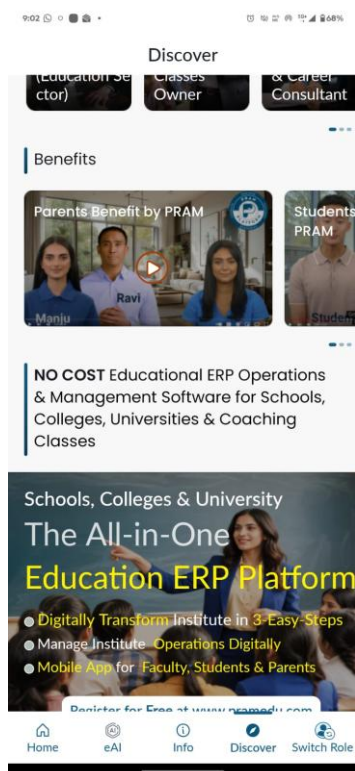 9:02
68%
Discover
(Education Se
ctor)
Classes
Owner
& Career
Consultant
Benefits
Parents Benefit by PRAM
PRAM
Students
PRAM
Ravi
Manju
Studen
NO COST Educational ERP Operations
& Management Software for Schools,
Colleges, Universities & Coaching
Classes
Schools, Colleges & University
The All-in-One
Education ERP Platform
Digitally Transform Institute in 3-Easy-Steps
Manage Institute Operations Digitally
Mobile App for Faculty, Students & Parents
Register for Free at www.pramedu.com
Home
eAI
Info
Discover
Switch Role